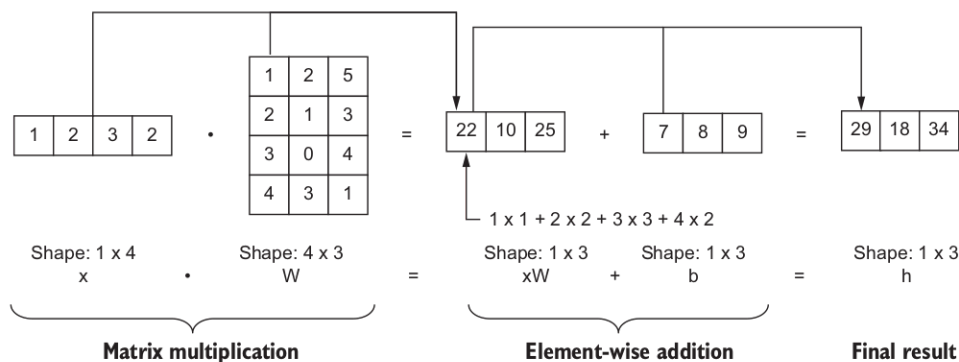 1 2 5
2 1 3
1 2 3 2 • = 22 10 25 + 7 8 9 = 29 18 34
3 0 4
4 3 1
1 x 1 + 2 x 2 + 3 x 3 + 4 x 2
Shape: 1 x 4 Shape: 4 x 3 Shape: 1 x 3 Shape: 1 x 3 Shape: 1 x 3
x • W = xW + b = h
Matrix multiplication Element-wise addition Final result